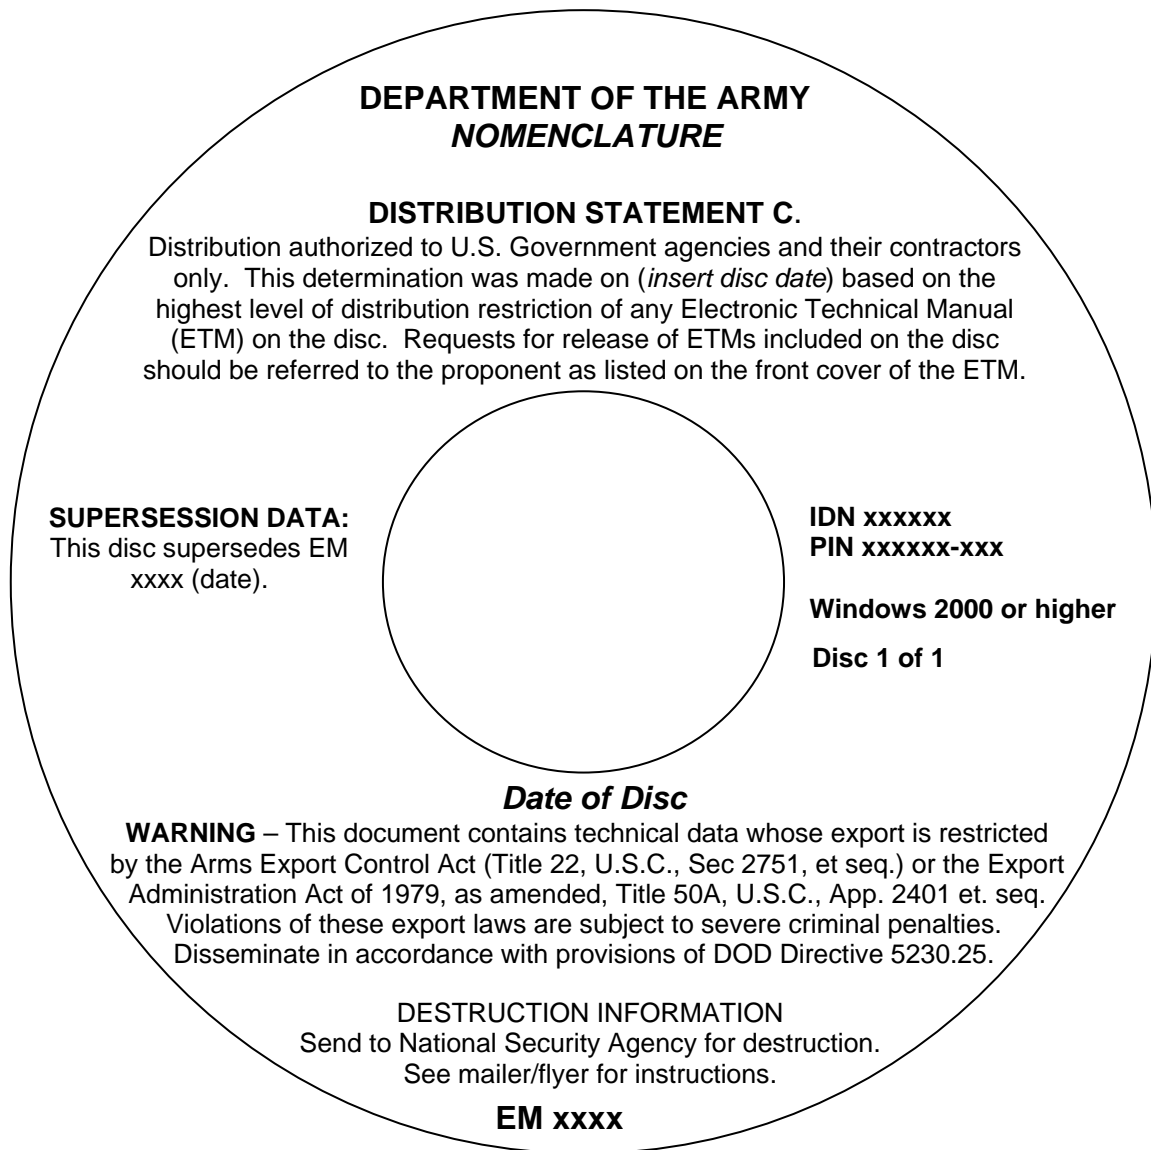 DEPARTMENT OF THE ARMY
NOMENCLATURE
DISTRIBUTION STATEMENT C.
Distribution authorized to U.S. Government agencies and their contractors
only.  This determination was made on (insert disc date) based on the
highest level of distribution restriction of any Electronic Technical Manual
(ETM) on the disc.  Requests for release of ETMs included on the disc
should be referred to the proponent as listed on the front cover of the ETM.
SUPERSESSION DATA:
This disc supersedes EM
xxxx (date).
IDN xxxxxx
PIN xxxxxx-xxx
Windows 2000 or higher
Disc 1 of 1
Date of Disc
WARNING – This document contains technical data whose export is restricted
by the Arms Export Control Act (Title 22, U.S.C., Sec 2751, et seq.) or the Export
Administration Act of 1979, as amended, Title 50A, U.S.C., App. 2401 et. seq.
Violations of these export laws are subject to severe criminal penalties.
Disseminate in accordance with provisions of DOD Directive 5230.25.
DESTRUCTION INFORMATION
Send to National Security Agency for destruction.
See mailer/flyer for instructions.
EM xxxx